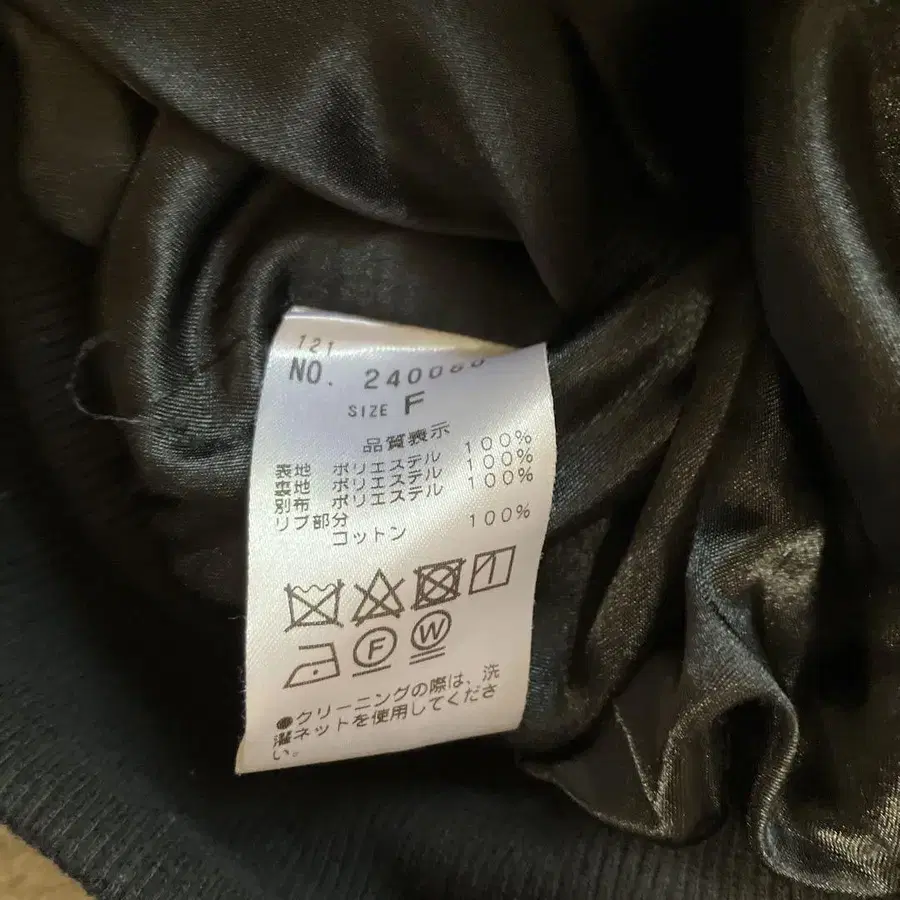 121
NO.
SIZE F
品質表示
表地 ポリエステル 100%
裏地 ポリエステル 100%
別布 ポリエステル 100%
リブ部分
コットン 100%
F W
●クリーニングの際は、洗
濯ネットを使用してくださ
い。